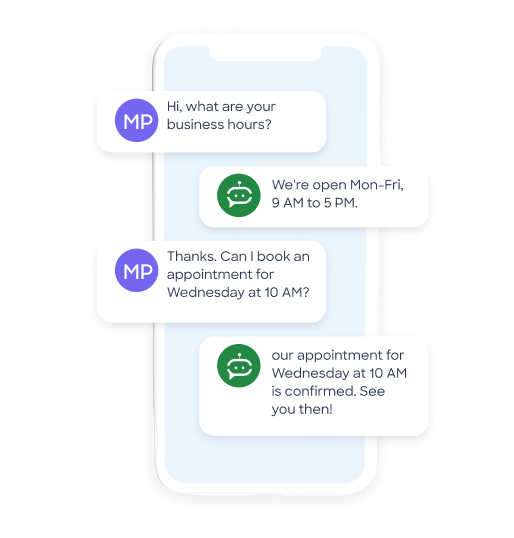 MP
Hi, what are your
business hours?
We're open Mon-Fri,
9 AM to 5 PM.
MP
Thanks. Can I book an
appointment for
Wednesday at 10 AM?
our appointment for
Wednesday at 10 AM
is confirmed. See
you then!